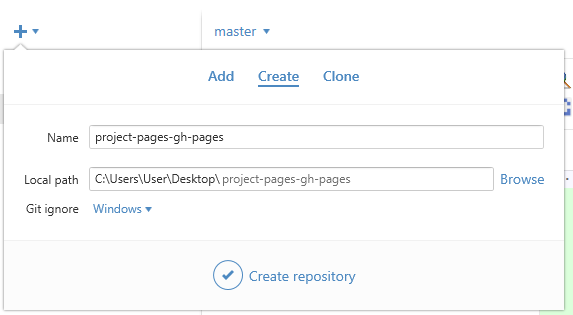 master
Add Create Clone
Name project-pages-gh-pages
Local path C:\Users\User\Desktop\ project-pages-gh-pages Browse
Git ignore Windows
Create repository